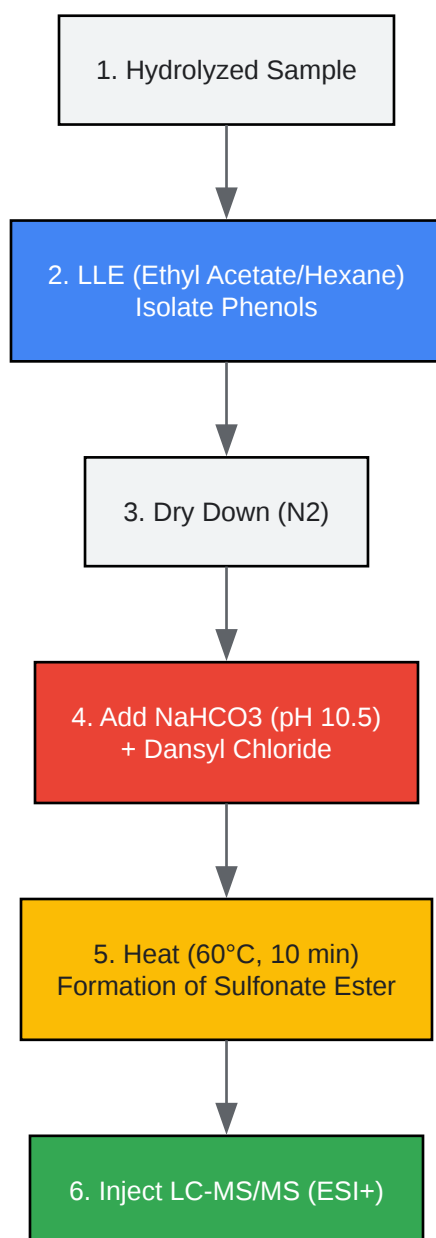 1. Hydrolyzed Sample
2. LLE (Ethyl Acetate/Hexane)
Isolate Phenols
3. Dry Down (N2)
4. Add NaHCO3 (pH 10.5)
+ Dansyl Chloride
5. Heat (60°C, 10 min)
Formation of Sulfonate Ester
6. Inject LC-MS/MS (ESI+)